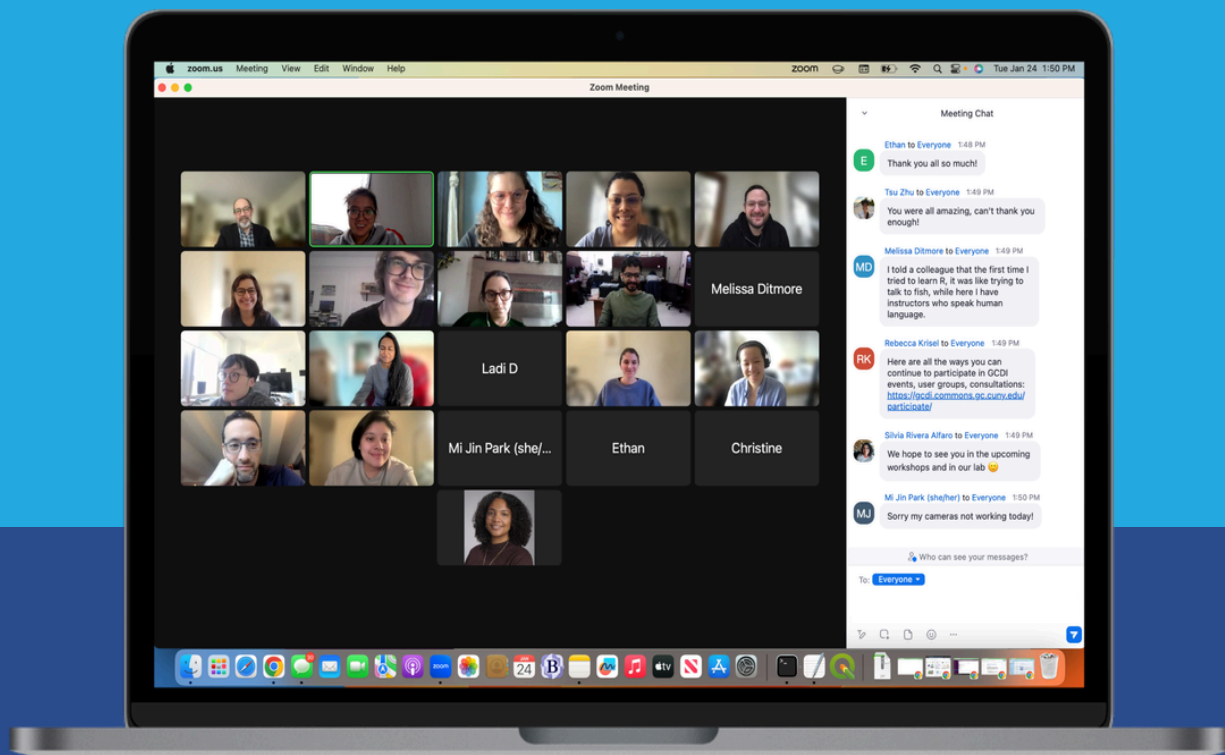 zoom.us Meeting View Edit Window Help
zoom
Tue Jan 24 1:50 PM
Zoom Meeting
Melissa Ditmore
Ladi D
Mi Jin Park (she/...
Ethan
Christine
Meeting Chat
Ethan to Everyone 1:48 PM
E
Thank you all so much!
Tsu Zhu to Everyone 1:49 PM
You were all amazing, can't thank you
enough!
Melissa Ditmore to Everyone 1:49 PM
MD
I told a colleague that the first time I
tried to learn R, it was like trying to
talk to fish, while here I have
instructors who speak human
language.
Rebecca Krisel to Everyone 1:49 PM
RK
Here are all the ways you can
continue to participate in GCDI
events, user groups, consultations:
https://gcdi.commons.gc.cuny.edu/
participate/
Silvia Rivera Alfaro to Everyone 1:49 PM
We hope to see you in the upcoming
workshops and in our lab 🙂
Mi Jin Park (she/her) to Everyone 1:50 PM
MJ
Sorry my cameras not working today!
Who can see your messages?
To: Everyone
zoom
24
B
tv